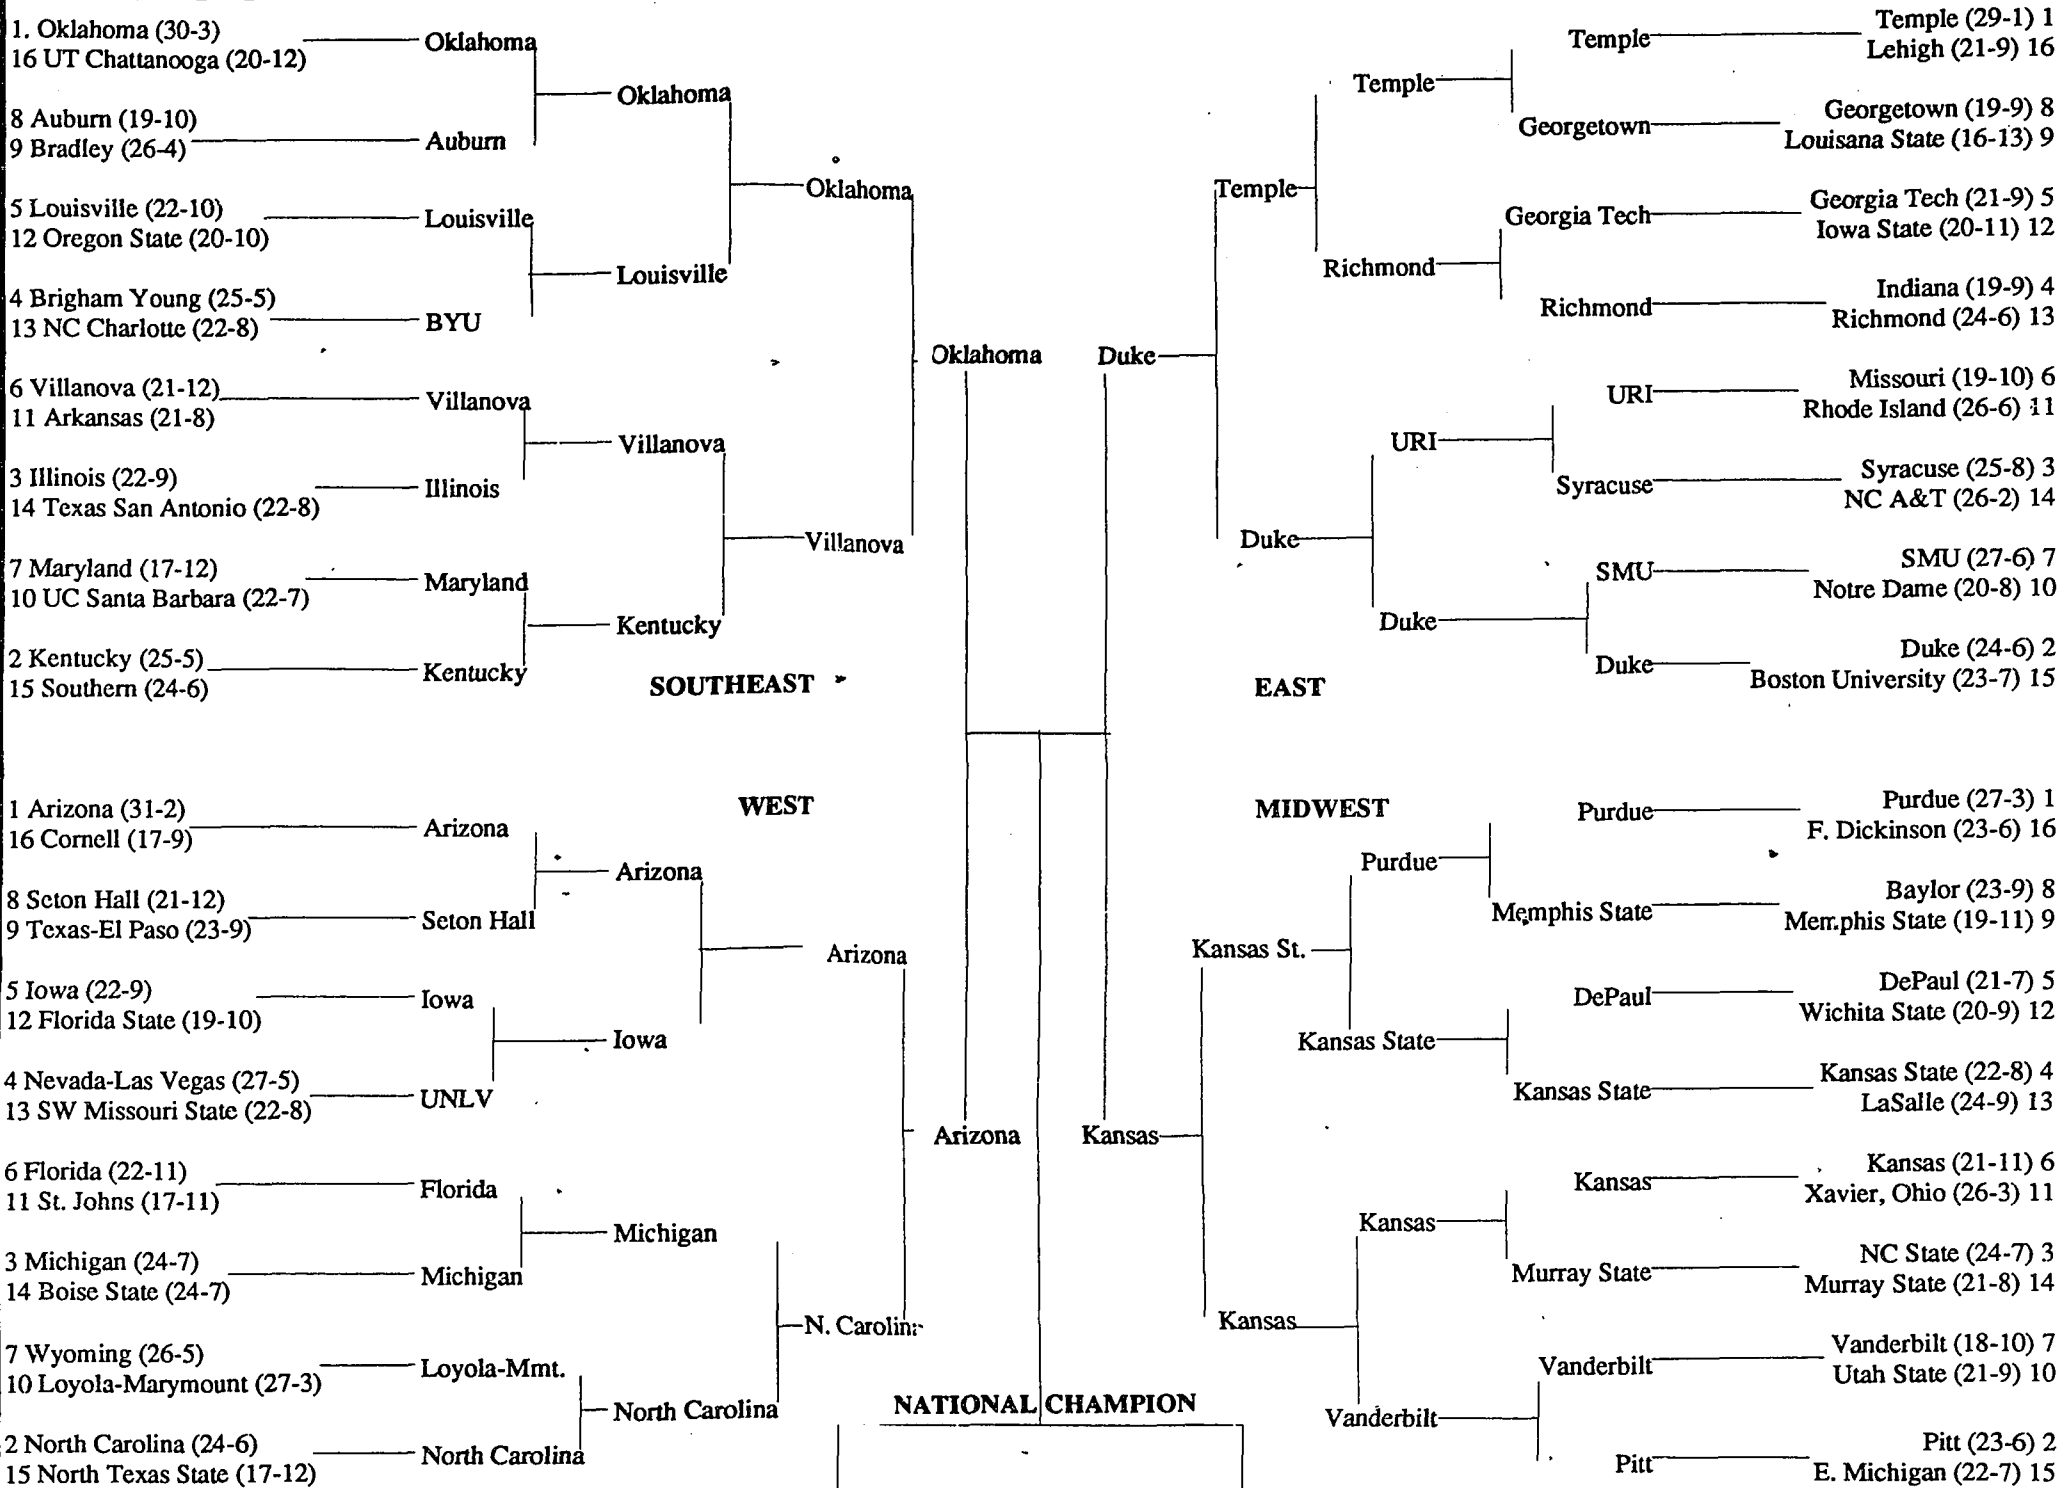 1. Oklahoma (30-3)
16 UT Chattanooga (20-12)
Oklahoma
8 Auburn (19-10)
9 Bradley (26-4)
Auburn
Oklahoma
5 Louisville (22-10)
12 Oregon State (20-10)
Louisville
4 Brigham Young (25-5)
13 NC Charlotte (22-8)
BYU
Louisville
Oklahoma
6 Villanova (21-12)
11 Arkansas (21-8)
Villanova
3 Illinois (22-9)
14 Texas San Antonio (22-8)
Illinois
Villanova
7 Maryland (17-12)
10 UC Santa Barbara (22-7)
Maryland
2 Kentucky (25-5)
15 Southern (24-6)
Kentucky
Kentucky
Villanova
Oklahoma
SOUTHEAST
Temple (29-1) 1
Lehigh (21-9) 16
Temple
Georgetown (19-9) 8
Louisana State (16-13) 9
Georgetown
Temple
Georgia Tech (21-9) 5
Iowa State (20-11) 12
Georgia Tech
Indiana (19-9) 4
Richmond (24-6) 13
Richmond
Richmond
Temple
Missouri (19-10) 6
Rhode Island (26-6) 11
URI
Syracuse (25-8) 3
NC A&T (26-2) 14
Syracuse
URI
SMU (27-6) 7
Notre Dame (20-8) 10
SMU
Duke (24-6) 2
Boston University (23-7) 15
Duke
Duke
Duke
Duke
EAST
WEST
1 Arizona (31-2)
16 Cornell (17-9)
Arizona
8 Seton Hall (21-12)
9 Texas-El Paso (23-9)
Seton Hall
Arizona
5 Iowa (22-9)
12 Florida State (19-10)
Iowa
4 Nevada-Las Vegas (27-5)
13 SW Missouri State (22-8)
UNLV
Iowa
Arizona
6 Florida (22-11)
11 St. Johns (17-11)
Florida
3 Michigan (24-7)
14 Boise State (24-7)
Michigan
Michigan
7 Wyoming (26-5)
10 Loyola-Marymount (27-3)
Loyola-Mmt.
2 North Carolina (24-6)
15 North Texas State (17-12)
North Carolina
North Carolina
N. Carolina
Arizona
MIDWEST
Purdue (27-3) 1
F. Dickinson (23-6) 16
Purdue
Baylor (23-9) 8
Memphis State (19-11) 9
Memphis State
Purdue
DePaul (21-7) 5
Wichita State (20-9) 12
DePaul
Kansas State (22-8) 4
LaSalle (24-9) 13
Kansas State
Kansas State
Kansas St.
Kansas (21-11) 6
Xavier, Ohio (26-3) 11
Kansas
NC State (24-7) 3
Murray State (21-8) 14
Murray State
Kansas
Vanderbilt (18-10) 7
Utah State (21-9) 10
Vanderbilt
Pitt (23-6) 2
E. Michigan (22-7) 15
Pitt
Vanderbilt
Kansas
Kansas
NATIONAL CHAMPION